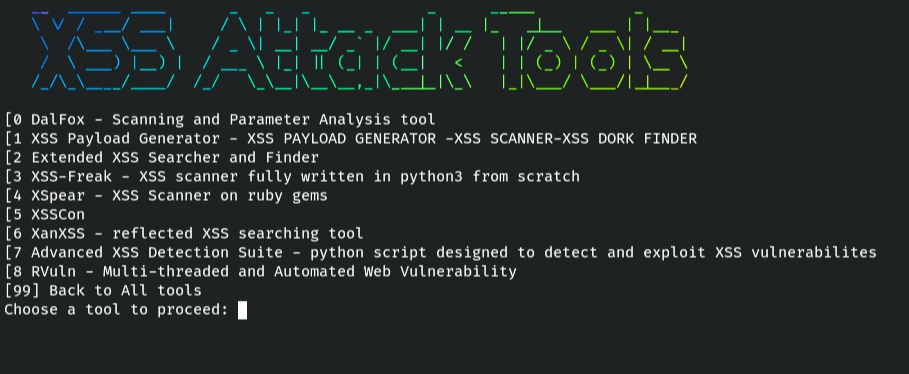 XSS Attack Tools
[0 DalFox - Scanning and Parameter Analysis tool
[1 XSS Payload Generator - XSS PAYLOAD GENERATOR -XSS SCANNER-XSS DORK FINDER
[2 Extended XSS Searcher and Finder
[3 XSS-Freak - XSS scanner fully written in python3 from scratch
[4 XSpear - XSS Scanner on ruby gems
[5 XSSCon
[6 XanXSS - reflected XSS searching tool
[7 Advanced XSS Detection Suite - python script designed to detect and exploit XSS vulnerabilites
[8 RVuln - Multi-threaded and Automated Web Vulnerability
[99] Back to All tools
Choose a tool to proceed: